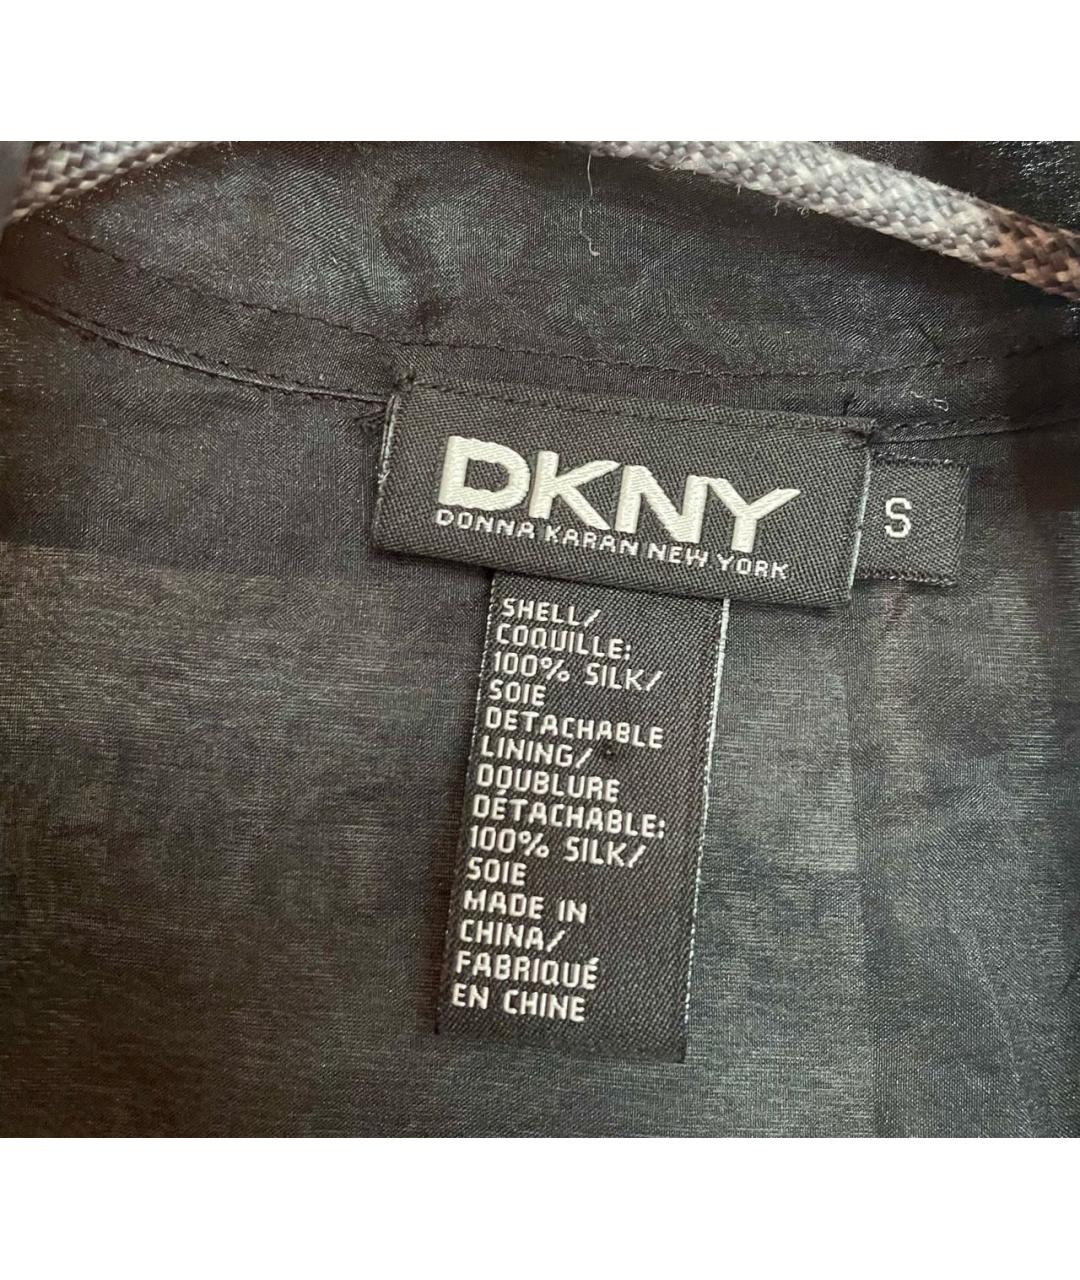 DKNY
DONNA KARAN NEW YORK
S
SHELL/
COQUILLE:
100% SILK/
SOIE
DETACHABLE
LINING/
DOUBLURE
DÉTACHABLE:
100% SILK/
SOIE
MADE IN
CHINA/
FABRIQUÉ
EN CHINE